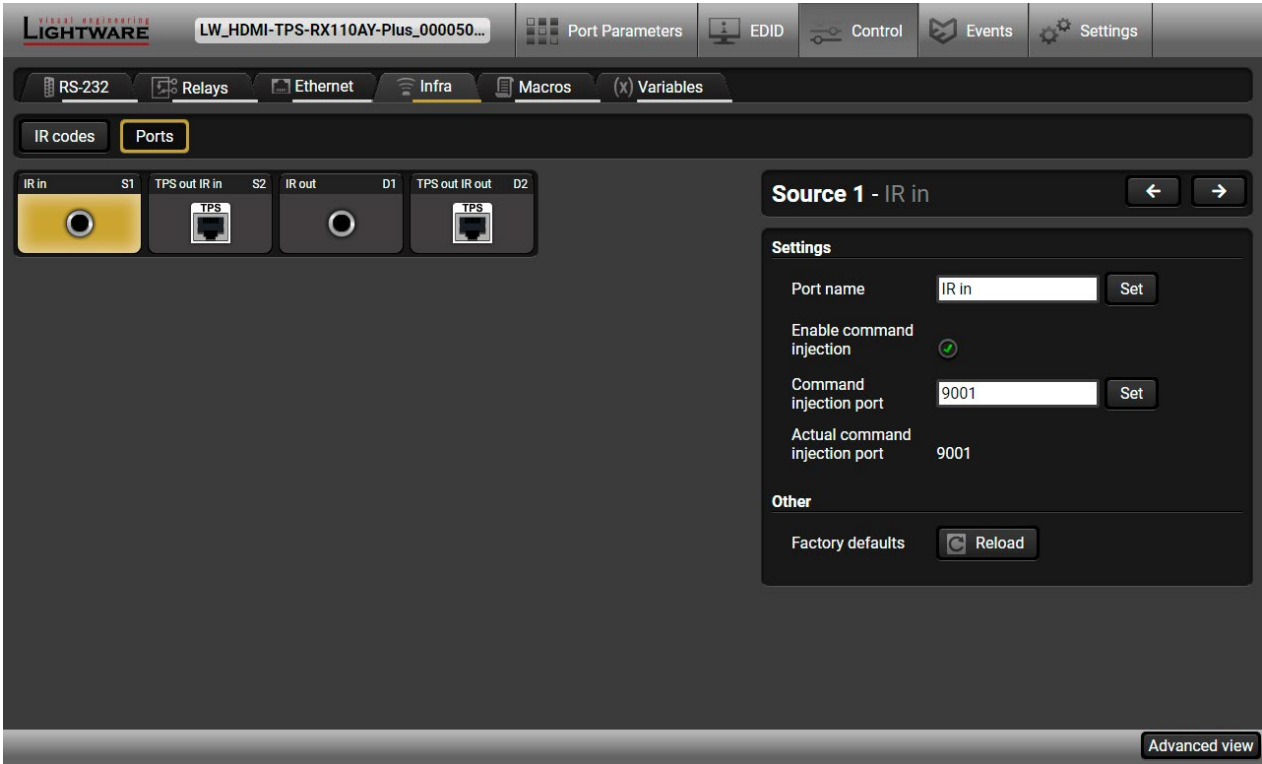 visual engineering
LIGHTWARE
LW_HDMI-TPS-RX110AY-Plus_000050...
Port Parameters
EDID
Control
Events
Settings
RS-232
Relays
Ethernet
Infra
Macros
(x) Variables
IR codes
Ports
IR in S1
TPS out IR in S2
TPS
IR out D1
TPS out IR out D2
TPS
Source 1 - IR in
Settings
Port name
IR in
Set
Enable command
injection
Command
injection port
9001
Set
Actual command
injection port
9001
Other
Factory defaults
Reload
Advanced view